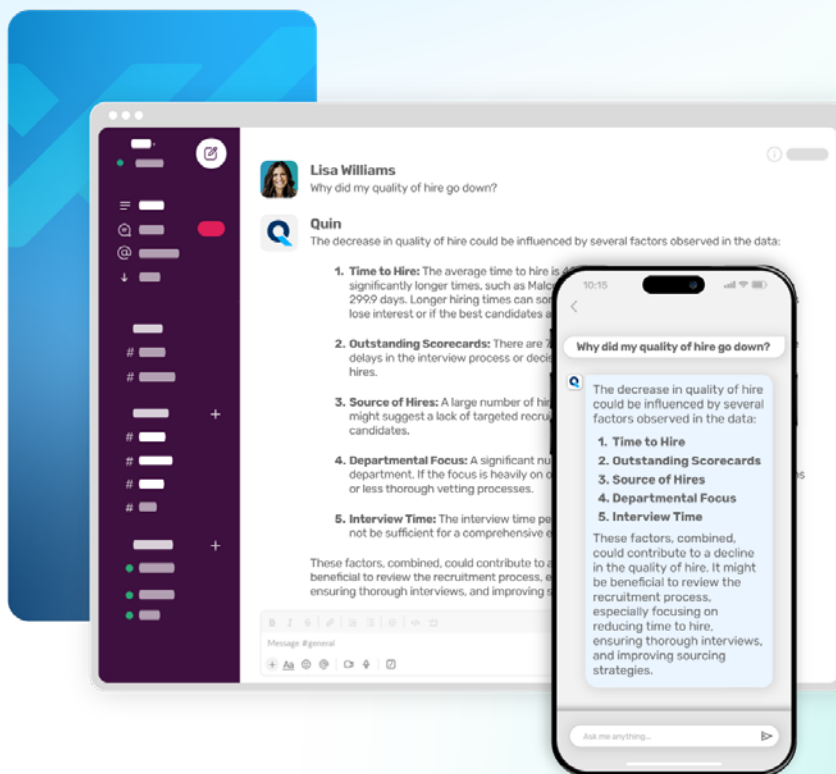 Lisa Williams
Why did my quality of hire go down?
Quin
The decrease in quality of hire could be influenced by several factors observed in the data:
1. Time to Hire: The average time to hire is
significantly longer times, such as
299.9 days. Longer hiring times can
lose interest or if the best candidates
2. Outstanding Scorecards: There are
delays in the interview process or
hires.
3. Source of Hires: A large number of
might suggest a lack of targeted
candidates.
4. Departmental Focus: A significant
department. If the focus is heavily on
or less thorough vetting processes.
5. Interview Time: The interview time
not be sufficient for a comprehensive
These factors, combined, could contribute to
beneficial to review the recruitment process,
ensuring thorough interviews, and improving
Message #general
Aa
10:15
Why did my quality of hire go down?
The decrease in quality of hire
could be influenced by several
factors observed in the data:
1. Time to Hire
2. Outstanding Scorecards
3. Source of Hires
4. Departmental Focus
5. Interview Time
These factors, combined,
could contribute to a decline
in the quality of hire. It might
be beneficial to review the
recruitment process,
especially focusing on
reducing time to hire,
ensuring thorough interviews,
and improving sourcing
strategies.
Ask me anything...